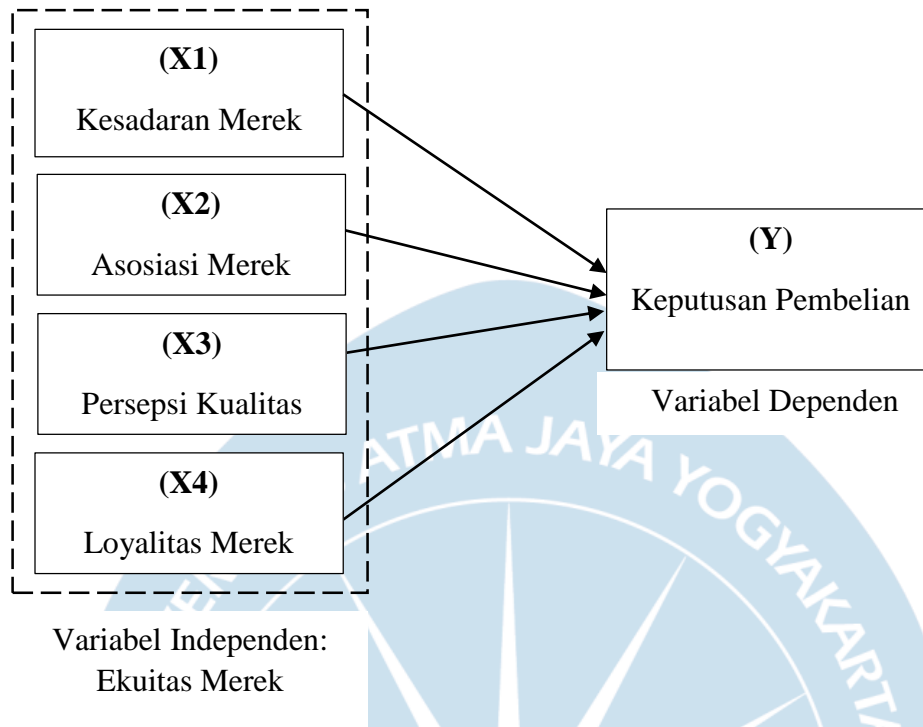 (X1)
Kesadaran Merek
(X2)
Asosiasi Merek
(X3)
Persepsi Kualitas
(X4)
Loyalitas Merek
Variabel Independen:
Ekuitas Merek
(Y)
Keputusan Pembelian
Variabel Dependen
ATMA JAYA YOGYAKARTA